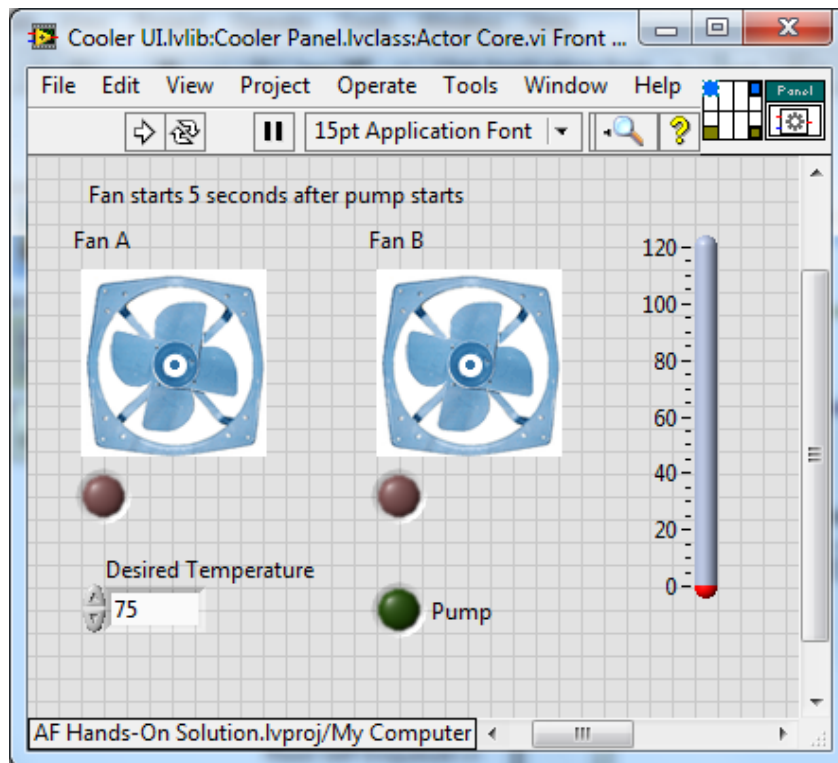 Cooler UI.lvlib:Cooler Panel.lvclass:Actor Core.vi Front ...
File Edit View Project Operate Tools Window Help
Panel
15pt Application Font
?
Fan starts 5 seconds after pump starts
Fan A Fan B
120
100
80
60
40
20
0
Desired Temperature
75
Pump
AF Hands-On Solution.lvproj/My Computer